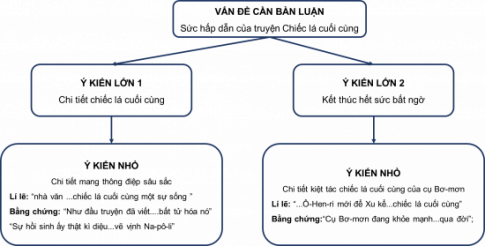 VẤN ĐỀ CẦN BẢN LUẬN
Sức hấp dẫn của truyện Chiếc lá cuối cùng
Ý KIẾN LỚN 1
Chi tiết chiếc lá cuối cùng
Ý KIẾN LỚN 2
Kết thúc hết sức bất ngờ
Ý KIẾN NHỎ
Chi tiết mang thông điệp sâu sắc
Lí lẽ: “nhà văn ...chiếc lá cuối cùng một sự sống ”
Bằng chứng: “Như đầu truyện đã viết....bất tử hóa nó”
“Sự hồi sinh ấy thật kì diệu...vẽ vịnh Na-pô-li”
Ý KIẾN NHỎ
Chi tiết kiệt tác chiếc lá cuối cùng của cụ Bơ-mơn
Lí lẽ: “...Ô-Hen-ri mới để Xu kể...chiếc lá cuối cùng”
Bằng chứng:“Cụ Bơ-mơn đang khỏe mạnh...qua đời”;